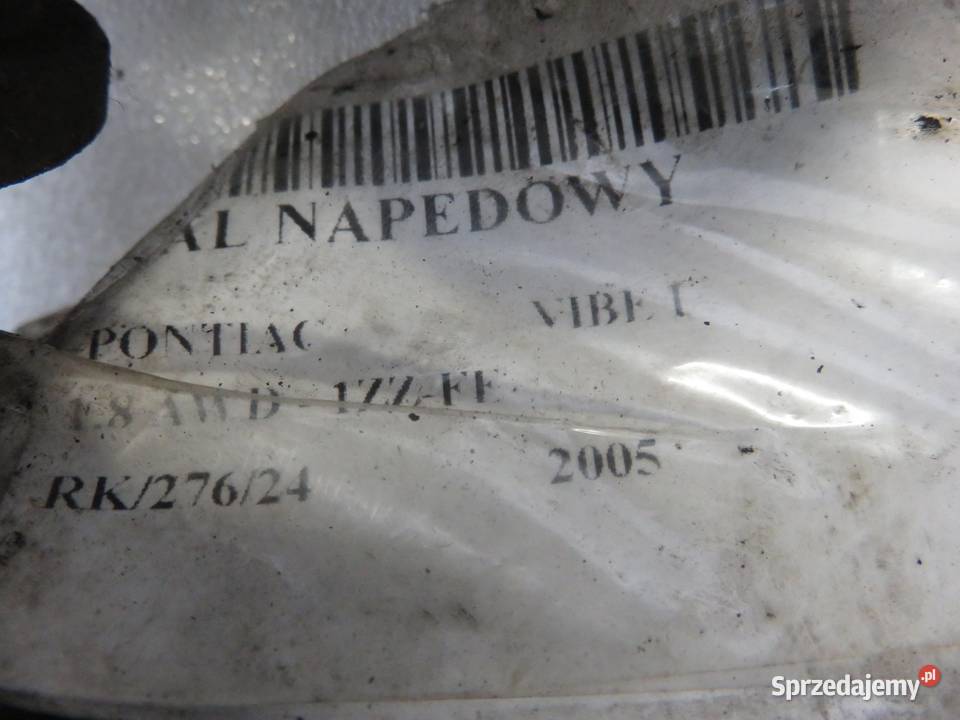 AL NAPEDOWY
PONTIAC VIBE I
1.8 AWD - 1ZZ-FE
RK/276/24 2005
Sprzedajemy.pl